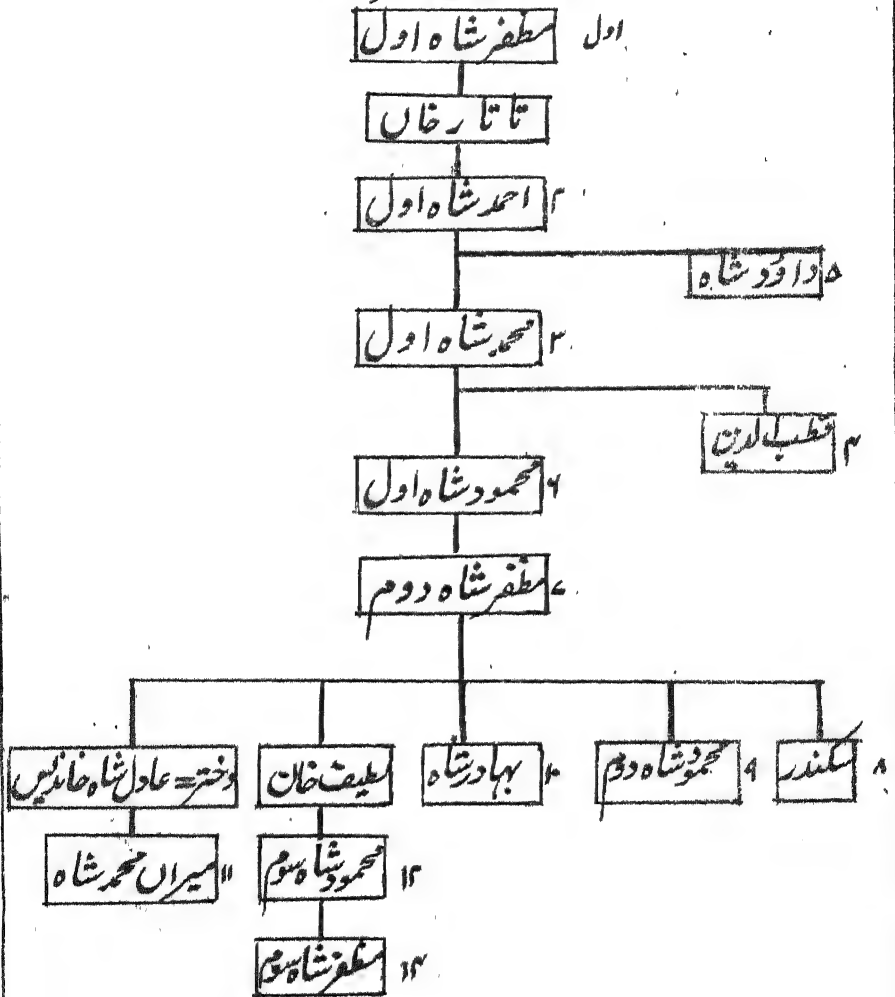 اول مظفر شاہ اول
تاتار خاں
۲ احمد شاہ اول
۵ داؤد شاہ
۳ محمد شاہ اول
۴ قطب الدین
۶ محمود شاہ اول
۷ مظفر شاہ دوم
۸ سکندر
۹ محمود شاہ دوم
۱۰ بہادر شاہ
لطیف خان
دختر = عادل شاہ خاندیس
۱۲ محمود شاہ سوم
۱۱ میراں محمد شاہ
۱۳ مظفر شاہ سوم